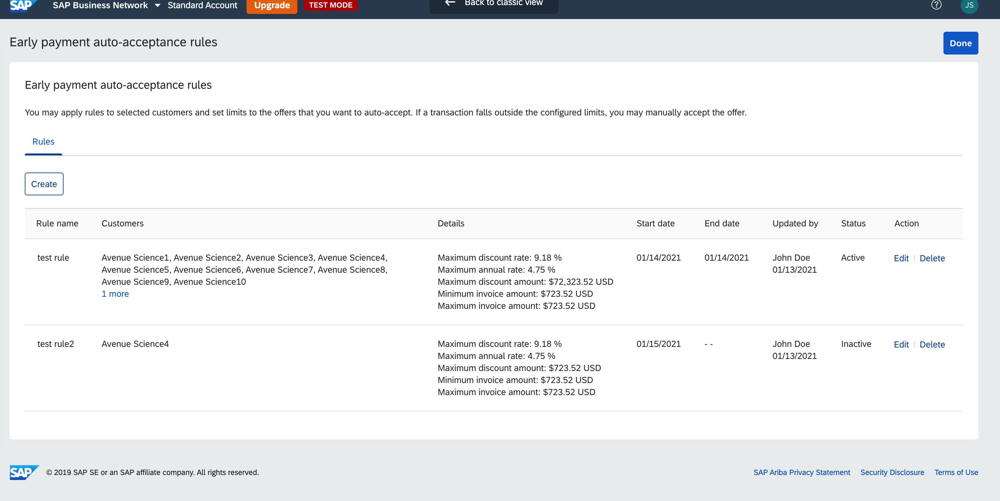 SAP SAP Business Network Standard Account Upgrade TEST MODE Back to classic view JS
Early payment auto-acceptance rules Done
Early payment auto-acceptance rules
You may apply rules to selected customers and set limits to the offers that you want to auto-accept. If a transaction falls outside the configured limits, you may manually accept the offer.
Rules
Create
Rule name Customers Details Start date End date Updated by Status Action
test rule Avenue Science1, Avenue Science2, Avenue Science3, Avenue Science4, Maximum discount rate: 9.18 % 01/14/2021 01/14/2021 John Doe Active Edit | Delete
Avenue Science5, Avenue Science6, Avenue Science7, Avenue Science8, Maximum annual rate: 4.75 % 01/13/2021
Avenue Science9, Avenue Science10 Maximum discount amount: $72,323.52 USD
1 more Minimum invoice amount: $723.52 USD
Maximum invoice amount: $723.52 USD
test rule2 Avenue Science4 Maximum discount rate: 9.18 % 01/15/2021 - - John Doe Inactive Edit | Delete
Maximum annual rate: 4.75 % 01/13/2021
Maximum discount amount: $723.52 USD
Minimum invoice amount: $723.52 USD
Maximum invoice amount: $723.52 USD
SAP © 2019 SAP SE or an SAP affiliate company. All rights reserved. SAP Ariba Privacy Statement Security Disclosure Terms of Use